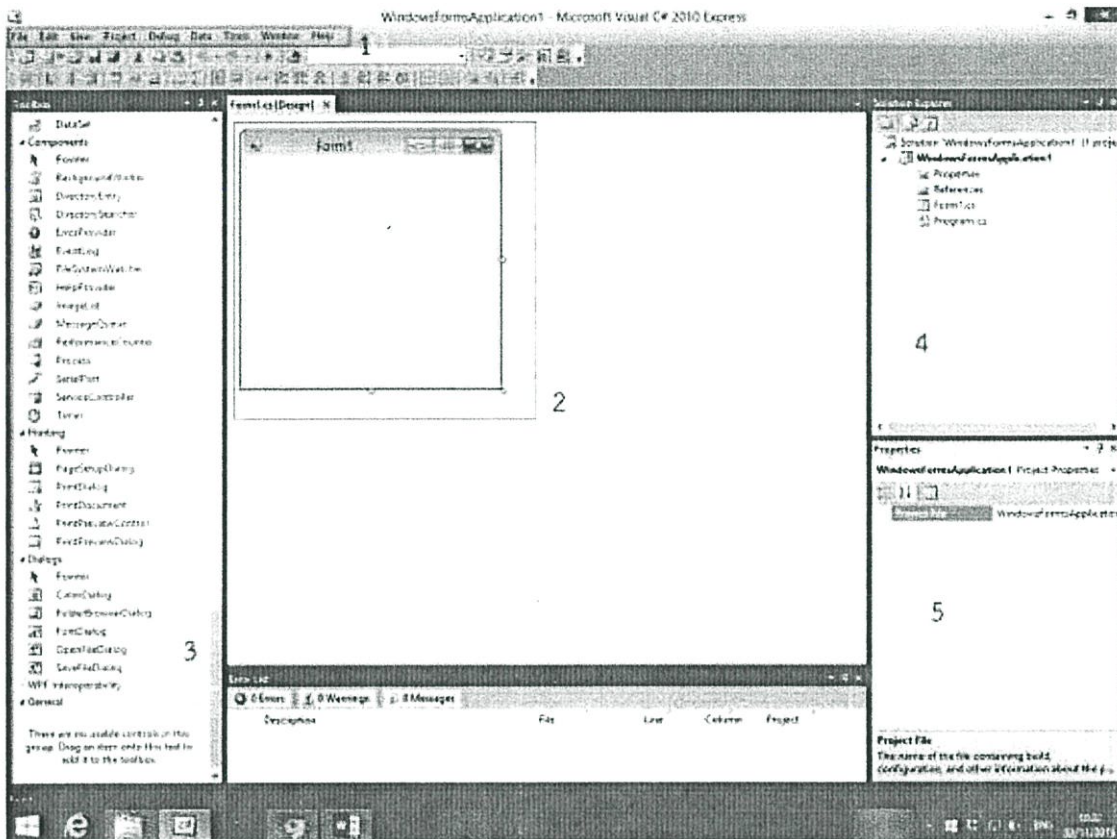 WindowsFormsApplication1 - Microsoft Visual C# 2010 Express
File Edit View Project Debug Data Tools Window Help
1
Toolbox
Form1.cs [Design]
Solution Explorer
DataSet
Components
Pointer
BackgroundWorker
DirectoryEntry
DirectorySearcher
ErrorProvider
EventLog
FileSystemWatcher
HelpProvider
ImageList
MessageQueue
PerformanceCounter
Process
SerialPort
ServiceController
Timer
Printing
Pointer
PageSetupDialog
PrintDialog
PrintDocument
PrintPreviewControl
PrintPreviewDialog
Dialogs
Pointer
ColorDialog
FolderBrowserDialog
FontDialog
OpenFileDialog
SaveFileDialog
WPF Interoperability
General
There are no usable controls in this
group. Drag an item onto this text to
add it to the toolbox.
3
Form1
2
Solution 'WindowsFormsApplication1' (1 projec
WindowsFormsApplication1
Properties
References
Form1.cs
Program.cs
4
Properties
WindowsFormsApplication1 Project Properties
Project File WindowsFormsApplication
5
Project File
The name of the file containing build,
configuration, and other information about the p...
Error List
0 Errors 0 Warnings 0 Messages
Description File Line Column Project
ENG